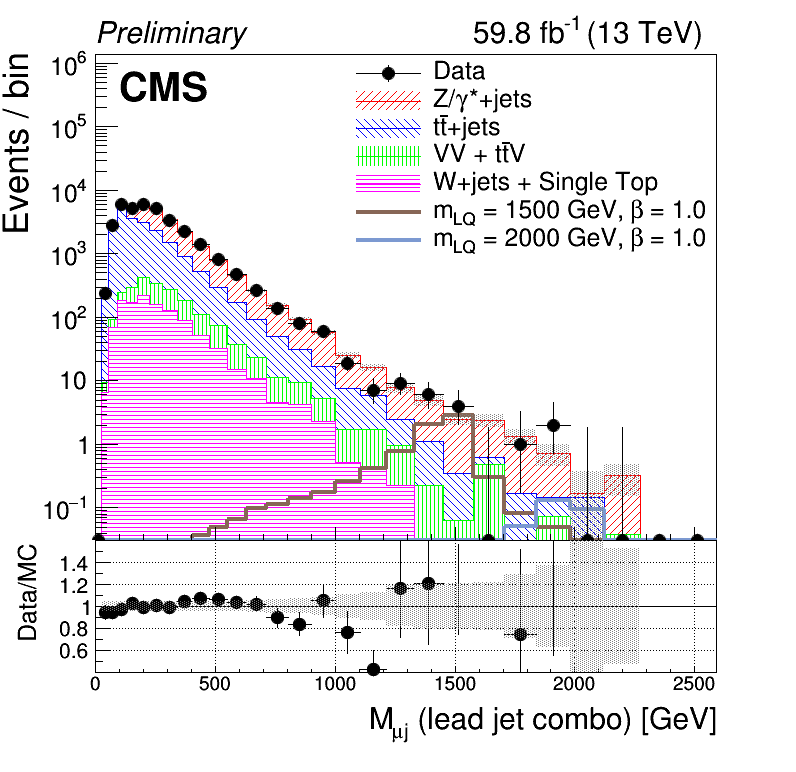 Preliminary 59.8 fb⁻¹ (13 TeV)
CMS
Data
Z/γ*+jets
tt̄+jets
VV + tt̄V
W+jets + Single Top
m_LQ = 1500 GeV, β = 1.0
m_LQ = 2000 GeV, β = 1.0
Events / bin
10⁶
10⁵
10⁴
10³
10²
10
1
10⁻¹
Data/MC
1.4
1.2
1
0.8
0.6
0 500 1000 1500 2000 2500
M_μj (lead jet combo) [GeV]